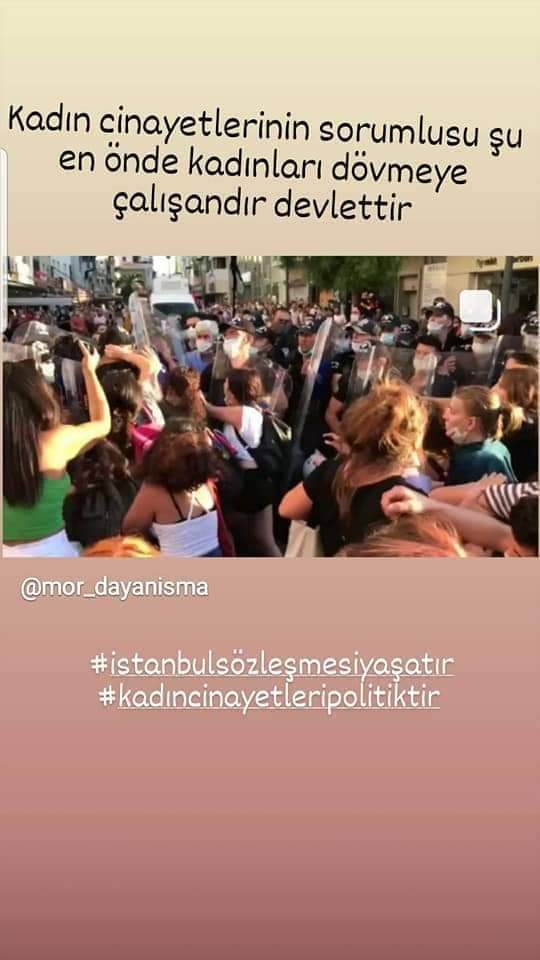 Kadın cinayetlerinin sorumlusu şu
en önde kadınları dövmeye
çalışandır devlettir
@mor_dayanisma
#istanbulsözleşmesiyaşatır
#kadıncinayetleripolitiktir